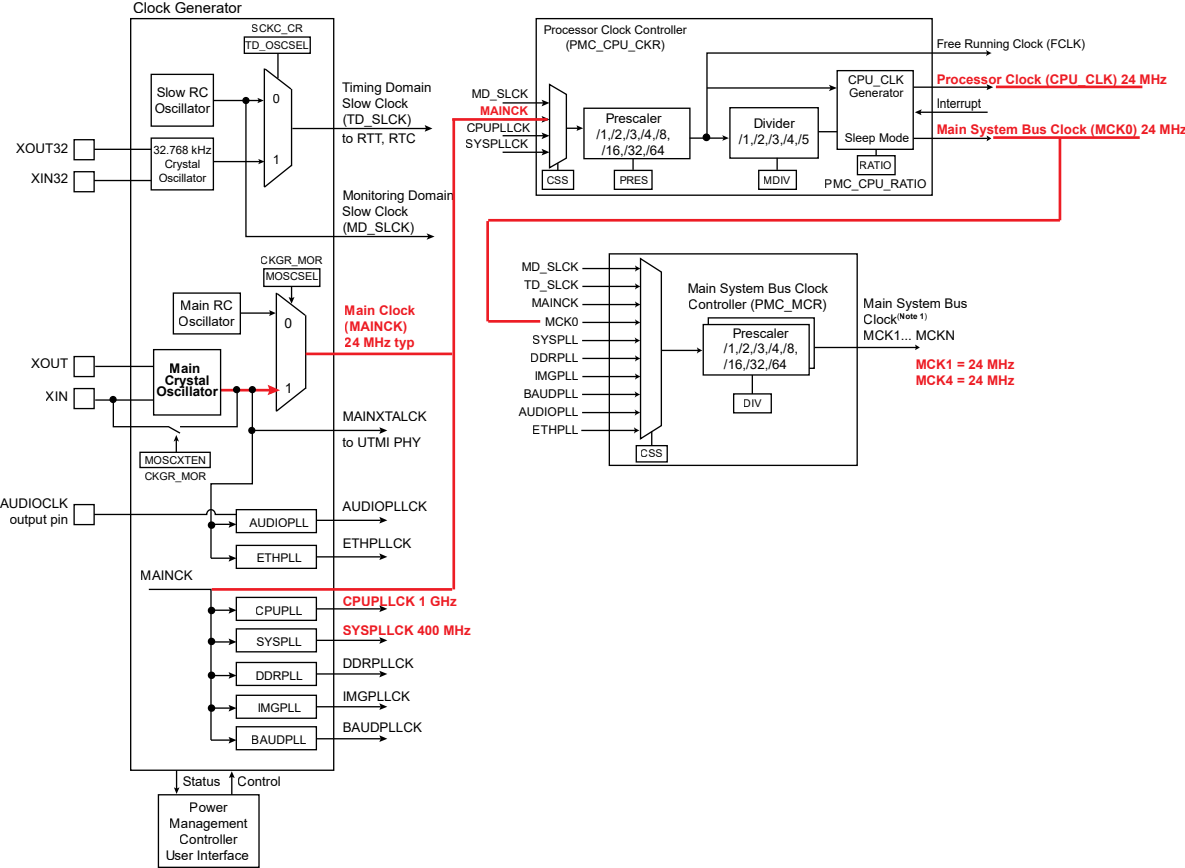 Clock Generator
SCKC_CR
TD_OSCSEL
Slow RC
Oscillator
0
Timing Domain
Slow Clock
(TD_SLCK)
to RTT, RTC
XOUT32
XIN32
32.768 kHz
Crystal
Oscillator
1
Monitoring Domain
Slow Clock
(MD_SLCK)
CKGR_MOR
MOSCSEL
Main RC
Oscillator
0
Main Clock
(MAINCK)
24 MHz typ
XOUT
XIN
Main
Crystal
Oscillator
1
MAINXTALCK
to UTMI PHY
MOSCXTEN
CKGR_MOR
AUDIOCLK
output pin
AUDIOPLL
AUDIOPLLCK
ETHPLL
ETHPLLCK
MAINCK
CPUPLL
CPUPLLCK 1 GHz
SYSPLL
SYSPLLCK 400 MHz
DDRPLL
DDRPLLCK
IMGPLL
IMGPLLCK
BAUDPLL
BAUDPLLCK
Status
Control
Power
Management
Controller
User Interface
Processor Clock Controller
(PMC_CPU_CKR)
MD_SLCK
MAINCK
CPUPLLCK
SYSPLLCK
CSS
Prescaler
/1,/2,/3,/4,/8,
/16,/32,/64
PRES
Divider
/1,/2,/3,/4,/5
MDIV
CPU_CLK
Generator
Sleep Mode
RATIO
PMC_CPU_RATIO
Free Running Clock (FCLK)
Processor Clock (CPU_CLK) 24 MHz
Interrupt
Main System Bus Clock (MCK0) 24 MHz
MD_SLCK
TD_SLCK
MAINCK
MCK0
SYSPLL
DDRPLL
IMGPLL
BAUDPLL
AUDIOPLL
ETHPLL
CSS
Main System Bus Clock
Controller (PMC_MCR)
Prescaler
/1,/2,/3,/4,/8,
/16,/32,/64
DIV
Main System Bus
Clock(Note 1)
MCK1... MCKN
MCK1 = 24 MHz
MCK4 = 24 MHz